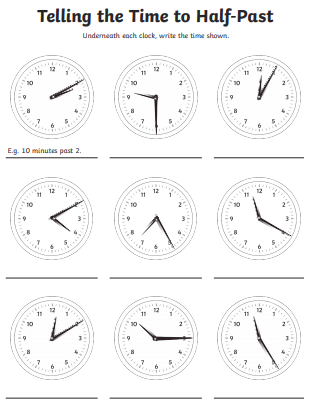 Telling the Time to Half-Past
Underneath each clock, write the time shown.
E.g. 10 minutes past 2.